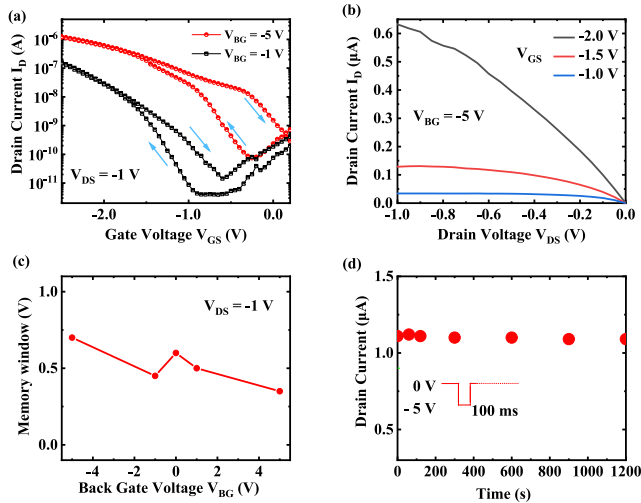 (a)
Drain Current I_D (A)
10⁻⁶
10⁻⁷
10⁻⁸
10⁻⁹
10⁻¹⁰
10⁻¹¹
V_BG = -5 V
V_BG = -1 V
V_DS = -1 V
-2.0
-1.0
0.0
Gate Voltage V_GS (V)
(b)
Drain Current I_D (µA)
0.6
0.5
0.4
0.3
0.2
0.1
0.0
V_GS
-2.0 V
-1.5 V
-1.0 V
V_BG = -5 V
-1.0
-0.8
-0.6
-0.4
-0.2
0.0
Drain Voltage V_DS (V)
(c)
Memory window (V)
1.0
0.5
0.0
V_DS = -1 V
-4
-2
0
2
4
Back Gate Voltage V_BG (V)
(d)
Drain Current (µA)
1.5
1.0
0.5
0 V
- 5 V
100 ms
0
200
400
600
800
1000
1200
Time (s)